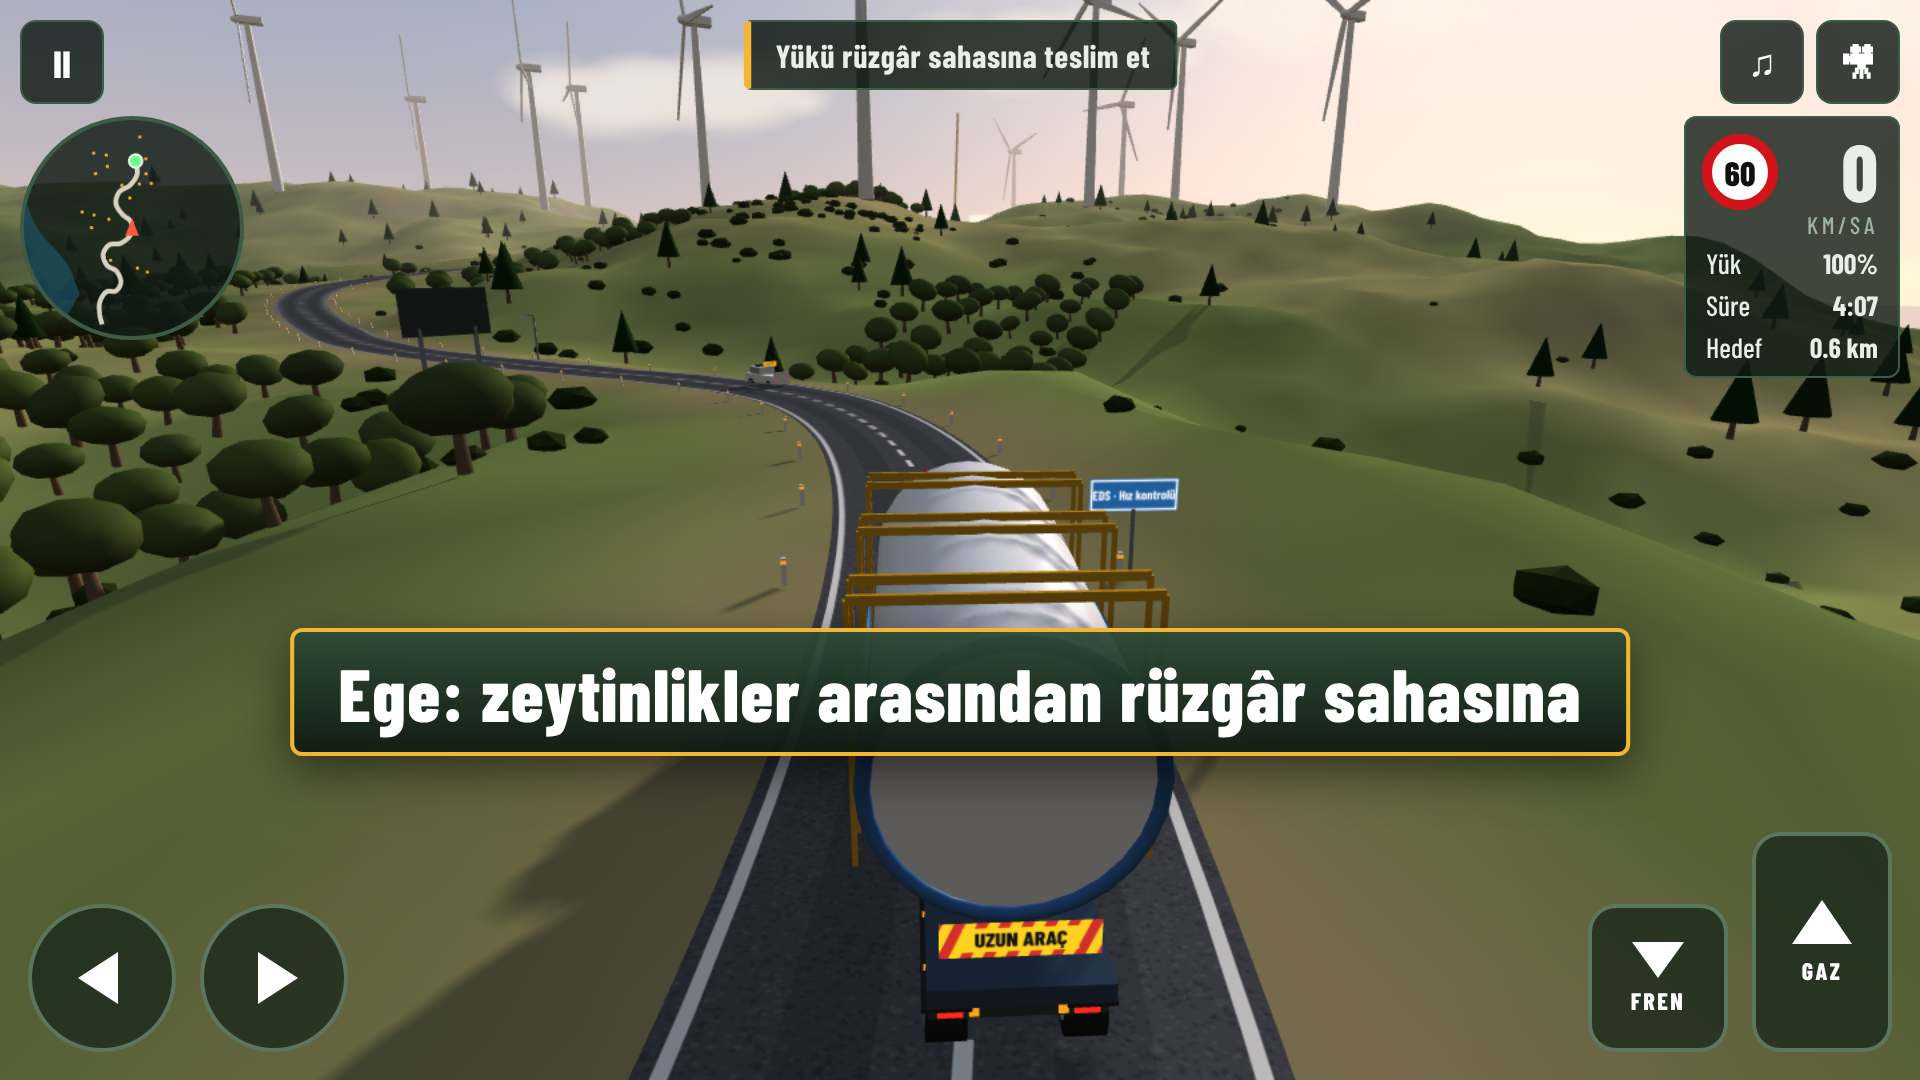 Yükü rüzgâr sahasına teslim et
60
0
KM/SA
Yük 100%
Süre 4:07
Hedef 0.6 km
EDS - Hız kontrolü
Ege: zeytinlikler arasından rüzgâr sahasına
UZUN ARAÇ
FREN
GAZ